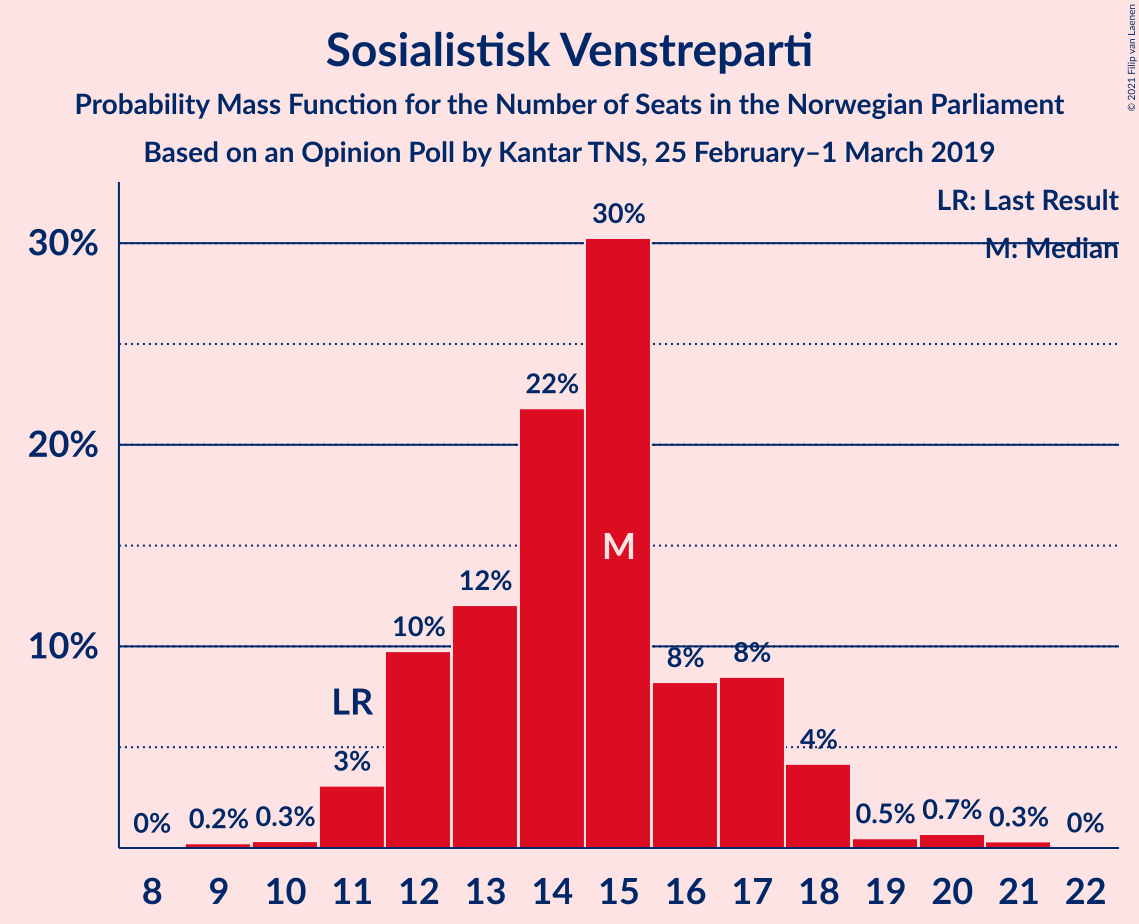 Sosialistisk Venstreparti
Probability Mass Function for the Number of Seats in the Norwegian Parliament
Based on an Opinion Poll by Kantar TNS, 25 February–1 March 2019
© 2021 Filip van Laenen
LR: Last Result
M: Median
30%
20%
10%
0%
0.2%
0.3%
3%
LR
10%
12%
22%
30%
M
8%
8%
4%
0.5%
0.7%
0.3%
0%
8 9 10 11 12 13 14 15 16 17 18 19 20 21 22